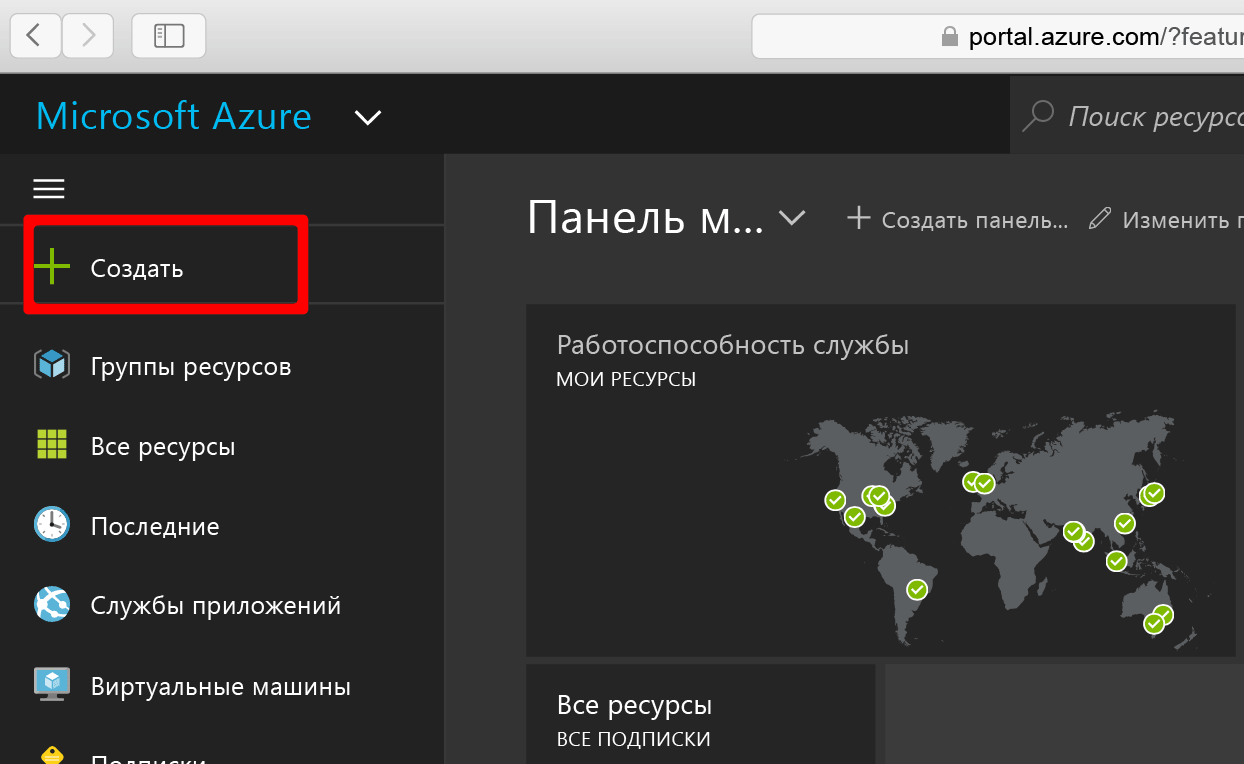 portal.azure.com/?featur
Microsoft Azure
Поиск ресурсо
Панель м...
Создать панель...
Изменить п
Создать
Группы ресурсов
Все ресурсы
Последние
Службы приложений
Виртуальные машины
Подписки
Работоспособность службы
МОИ РЕСУРСЫ
Все ресурсы
ВСЕ ПОДПИСКИ